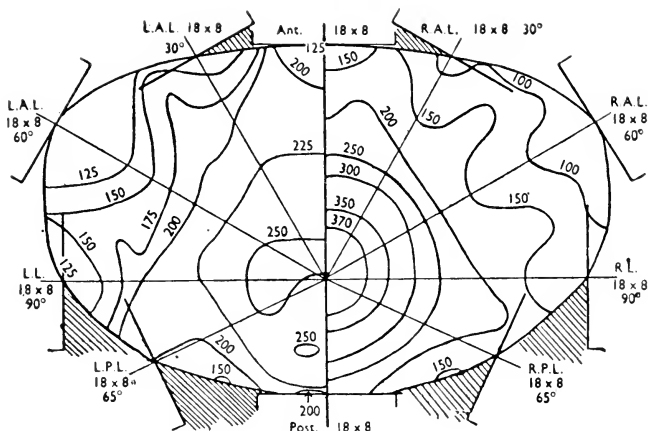 L.A.L. 18 x 8
30°
Ant. 18 x 8
R.A.L. 18 x 8 30°
125
200
150
100
L.A.L.
18 x 8
60°
R.A.L.
18 x 8
60°
200
150
125
225
250
100
150
300
175
200
350
150
150
370
250
125
L.L.
18 x 8
90°
R.L.
18 x 8
90°
250
200
150
150
L.P.L.
18 x 8
65°
R.P.L.
18 x 8
65°
200
Post. 18 x 8